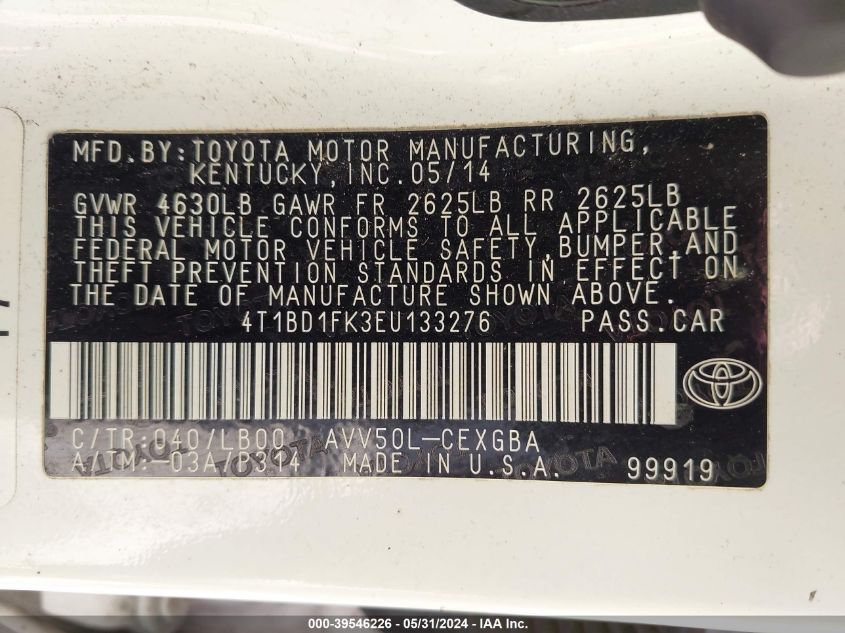 MFD.BY:TOYOTA MOTOR MANUFACTURING,
KENTUCKY,INC.05/14
GVWR 4630LB GAWR FR 2625LB RR 2625LB
THIS VEHICLE CONFORMS TO ALL APPLICABLE
FEDERAL MOTOR VEHICLE SAFETY,BUMPER,AND
THEFT PREVENTION STANDARDS IN EFFECT ON
THE DATE OF MANUFACTURE SHOWN ABOVE.
4T1BD1FK3EU133276 PASS.CAR
C/TR:040/LB00 AVV50L-CEXGBA
A/TM:-03A/P314 MADE IN U.S.A. 99919
000-39546226 - 05/31/2024 - IAA Inc.